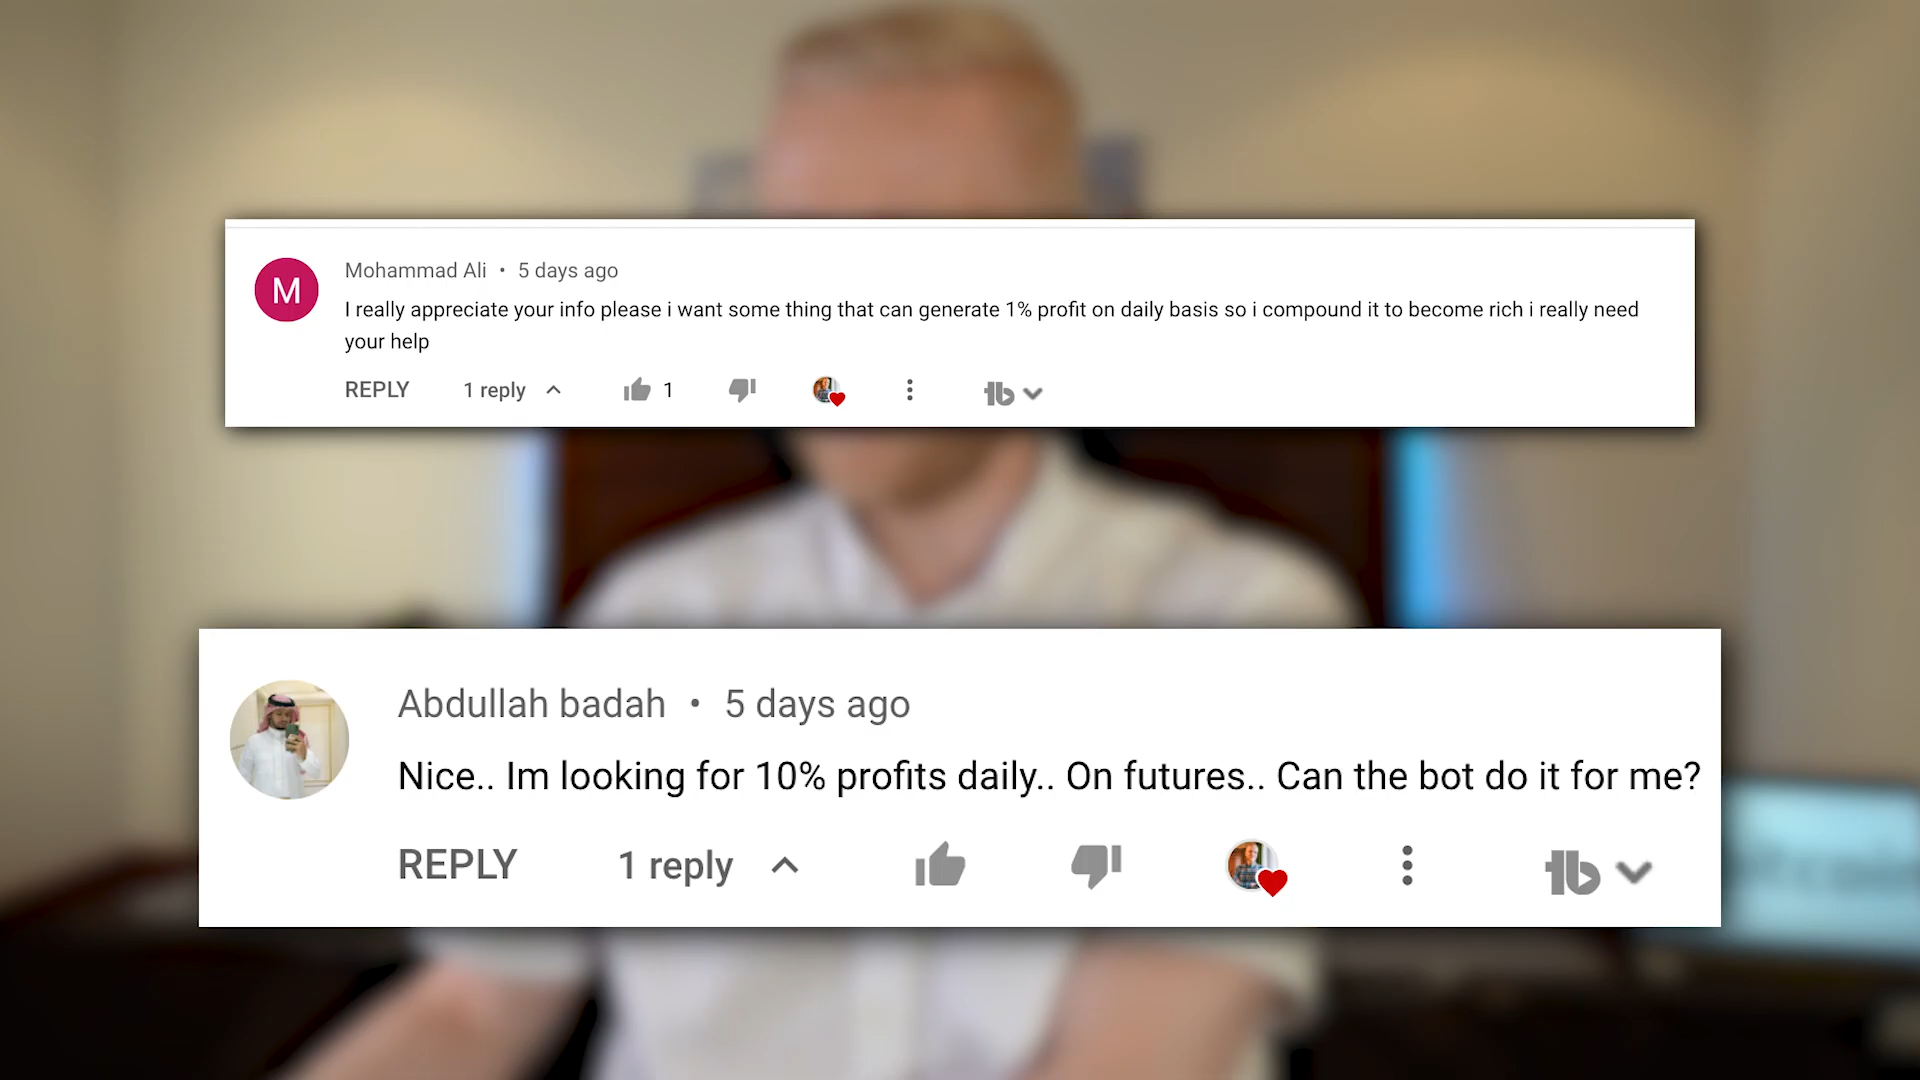 M
Mohammad Ali • 5 days ago
I really appreciate your info please i want some thing that can generate 1% profit on daily basis so i compound it to become rich i really need
your help
REPLY 1 reply 1
Abdullah badah • 5 days ago
Nice.. Im looking for 10% profits daily.. On futures.. Can the bot do it for me?
REPLY 1 reply